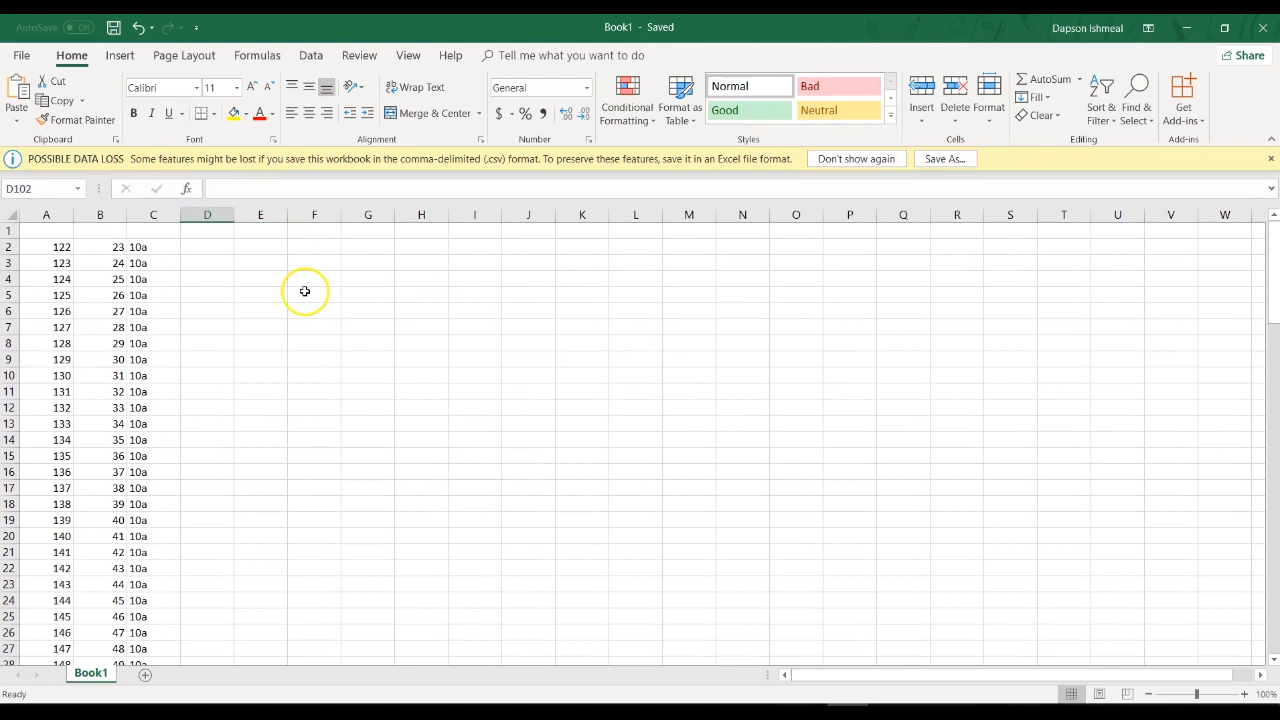 AutoSave Off Book1 - Saved Dapson Ishmeal
File Home Insert Page Layout Formulas Data Review View Help Tell me what you want to do Share
Paste Cut Copy Format Painter Clipboard
Calibri 11 A A B I U A Font
Wrap Text Merge & Center Alignment
General $ % , Number
Conditional Formatting Format as Table Normal Bad Good Neutral Styles
Insert Delete Format Cells
AutoSum Fill Clear Sort & Filter Find & Select Editing
Get Add-ins Add-ins
POSSIBLE DATA LOSS Some features might be lost if you save this workbook in the comma-delimited (.csv) format. To preserve these features, save it in an Excel file format. Don't show again Save As...
D102 fx
A B C D E F G H I J K L M N O P Q R S T U V W
1
2 122 23 10a
3 123 24 10a
4 124 25 10a
5 125 26 10a
6 126 27 10a
7 127 28 10a
8 128 29 10a
9 129 30 10a
10 130 31 10a
11 131 32 10a
12 132 33 10a
13 133 34 10a
14 134 35 10a
15 135 36 10a
16 136 37 10a
17 137 38 10a
18 138 39 10a
19 139 40 10a
20 140 41 10a
21 141 42 10a
22 142 43 10a
23 143 44 10a
24 144 45 10a
25 145 46 10a
26 146 47 10a
27 147 48 10a
28 148 49 10a
Book1
Ready 100%